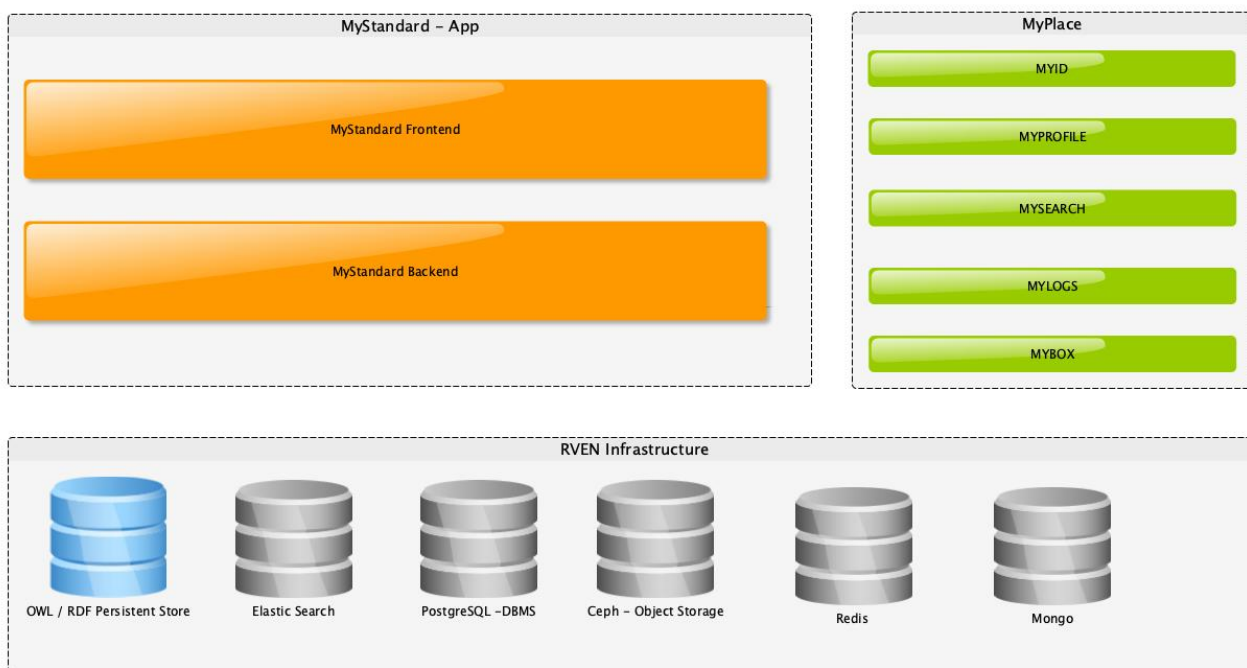 MyStandard - App
MyStandard Frontend
MyStandard Backend
MyPlace
MYID
MYPROFILE
MYSEARCH
MYLOGS
MYBOX
RVEN Infrastructure
OWL / RDF Persistent Store
Elastic Search
PostgreSQL -DBMS
Ceph - Object Storage
Redis
Mongo